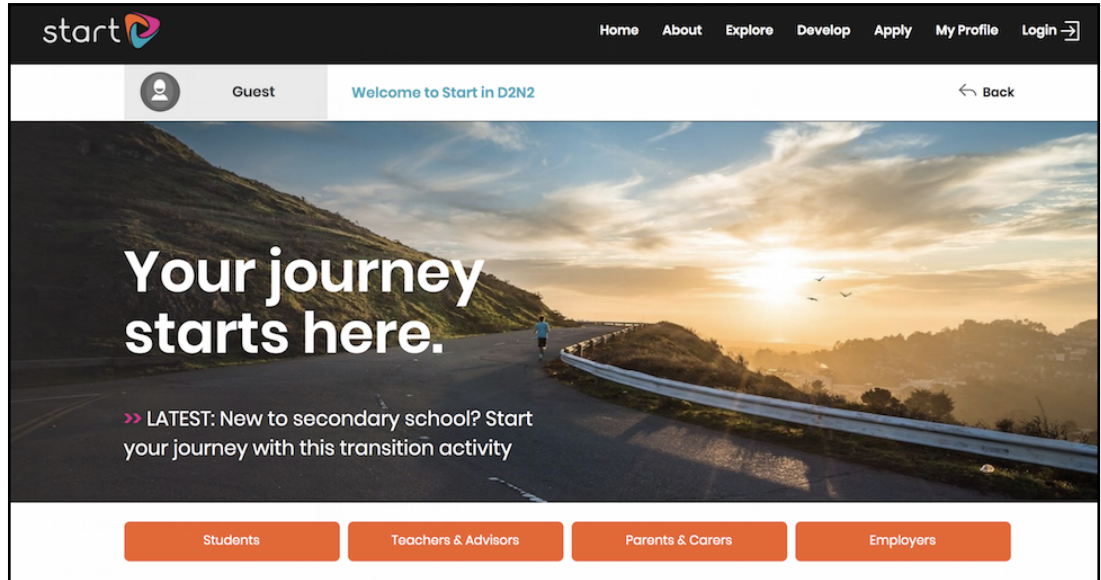 start
Home About Explore Develop Apply My Profile Login
Guest Welcome to Start in D2N2 Back
Your journey
starts here.
>> LATEST: New to secondary school? Start
your journey with this transition activity
Students Teachers & Advisors Parents & Carers Employers